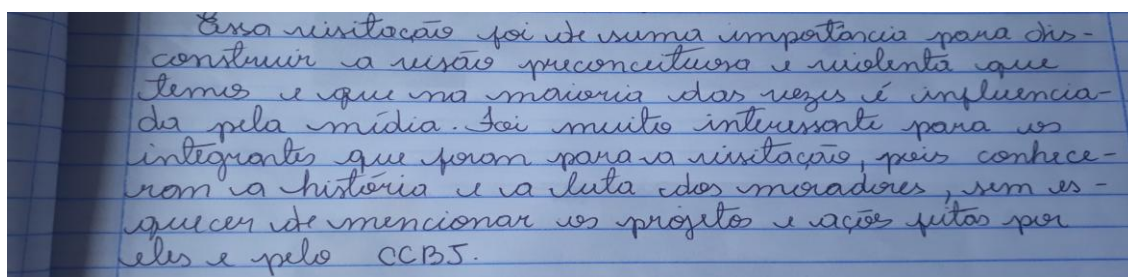 Essa visitação foi de suma importância para dis-
construir a visão preconceituosa e violenta que
temos e que na maioria das vezes é influencia-
da pela mídia. Foi muito interessante para os
integrantes que foram para a visitação, pois conhece-
ram a história e a luta dos moradores, sem es-
quecer de mencionar os projetos e ações feitas por
eles e pelo CCBJ.